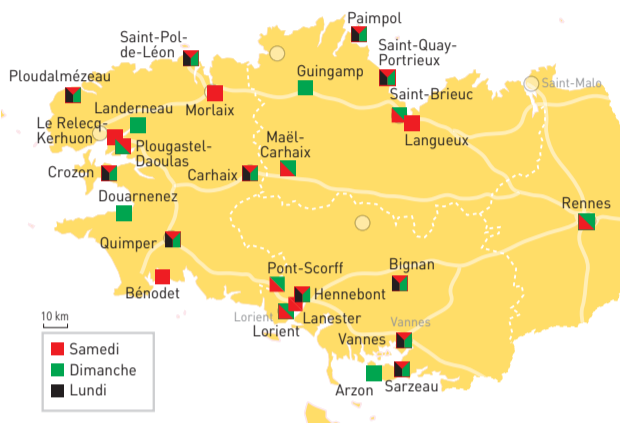 Paimpol
Saint-Pol-
de-Léon
Saint-Quay-
Portrieux
Ploudalmézeau
Guingamp
Saint-Malo
Saint-Brieuc
Landerneau
Morlaix
Le Relecq-
Kerhuon
Langueux
Plougastel-
Daoulas
Maël-
Carhaix
Crozon
Carhaix
Douarnenez
Rennes
Quimper
Pont-Scorff
Bignan
Bénodet
Hennebont
10 km
Lorient
Lanester
Lorient
Vannes
Vannes
Samedi
Dimanche
Lundi
Arzon
Sarzeau